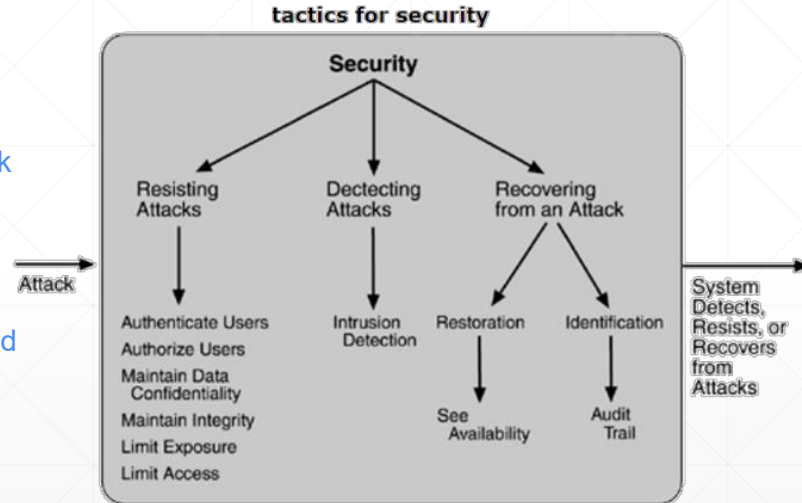 tactics for security
Security
k
Resisting
Attacks
Dectecting
Attacks
Recovering
from an Attack
Attack
d
Authenticate Users
Authorize Users
Maintain Data
Confidentiality
Maintain Integrity
Limit Exposure
Limit Access
Intrusion
Detection
Restoration
Identification
See
Availability
Audit
Trail
System
Detects,
Resists, or
Recovers
from
Attacks